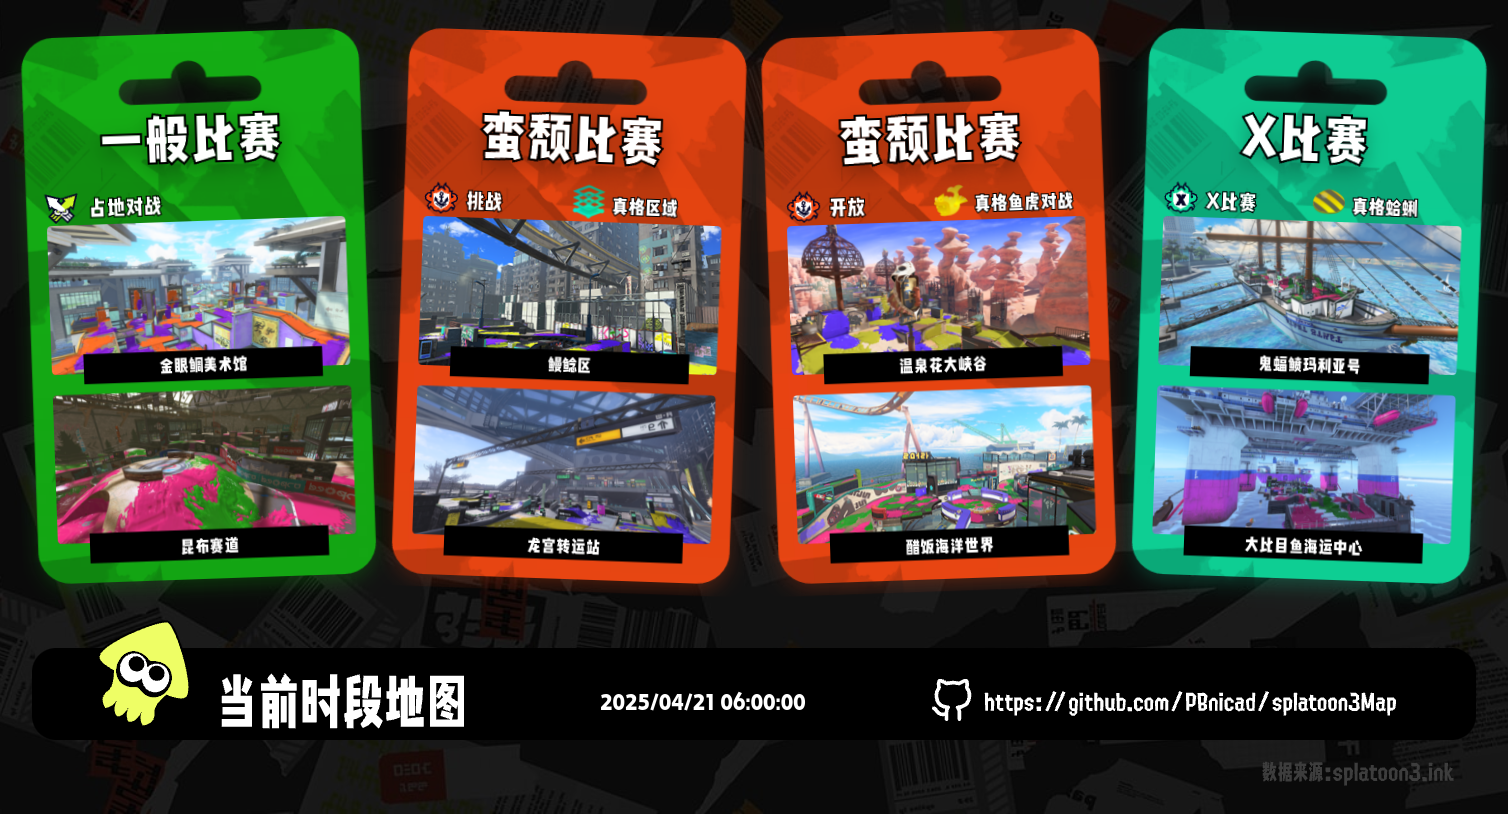 一般比赛
占地对战
金眼鲷美术馆
昆布赛道
蛮颓比赛
挑战
真格区域
鳗鲶区
龙宫转运站
蛮颓比赛
开放
真格鱼虎对战
温泉花大峡谷
醋饭海洋世界
X比赛
X比赛
真格蛤蜊
鬼蝠鲼玛利亚号
大比目鱼海运中心
当前时段地图
2025/04/21 06:00:00
https://github.com/PBnicad/splatoon3Map
数据来源:splatoon3.ink